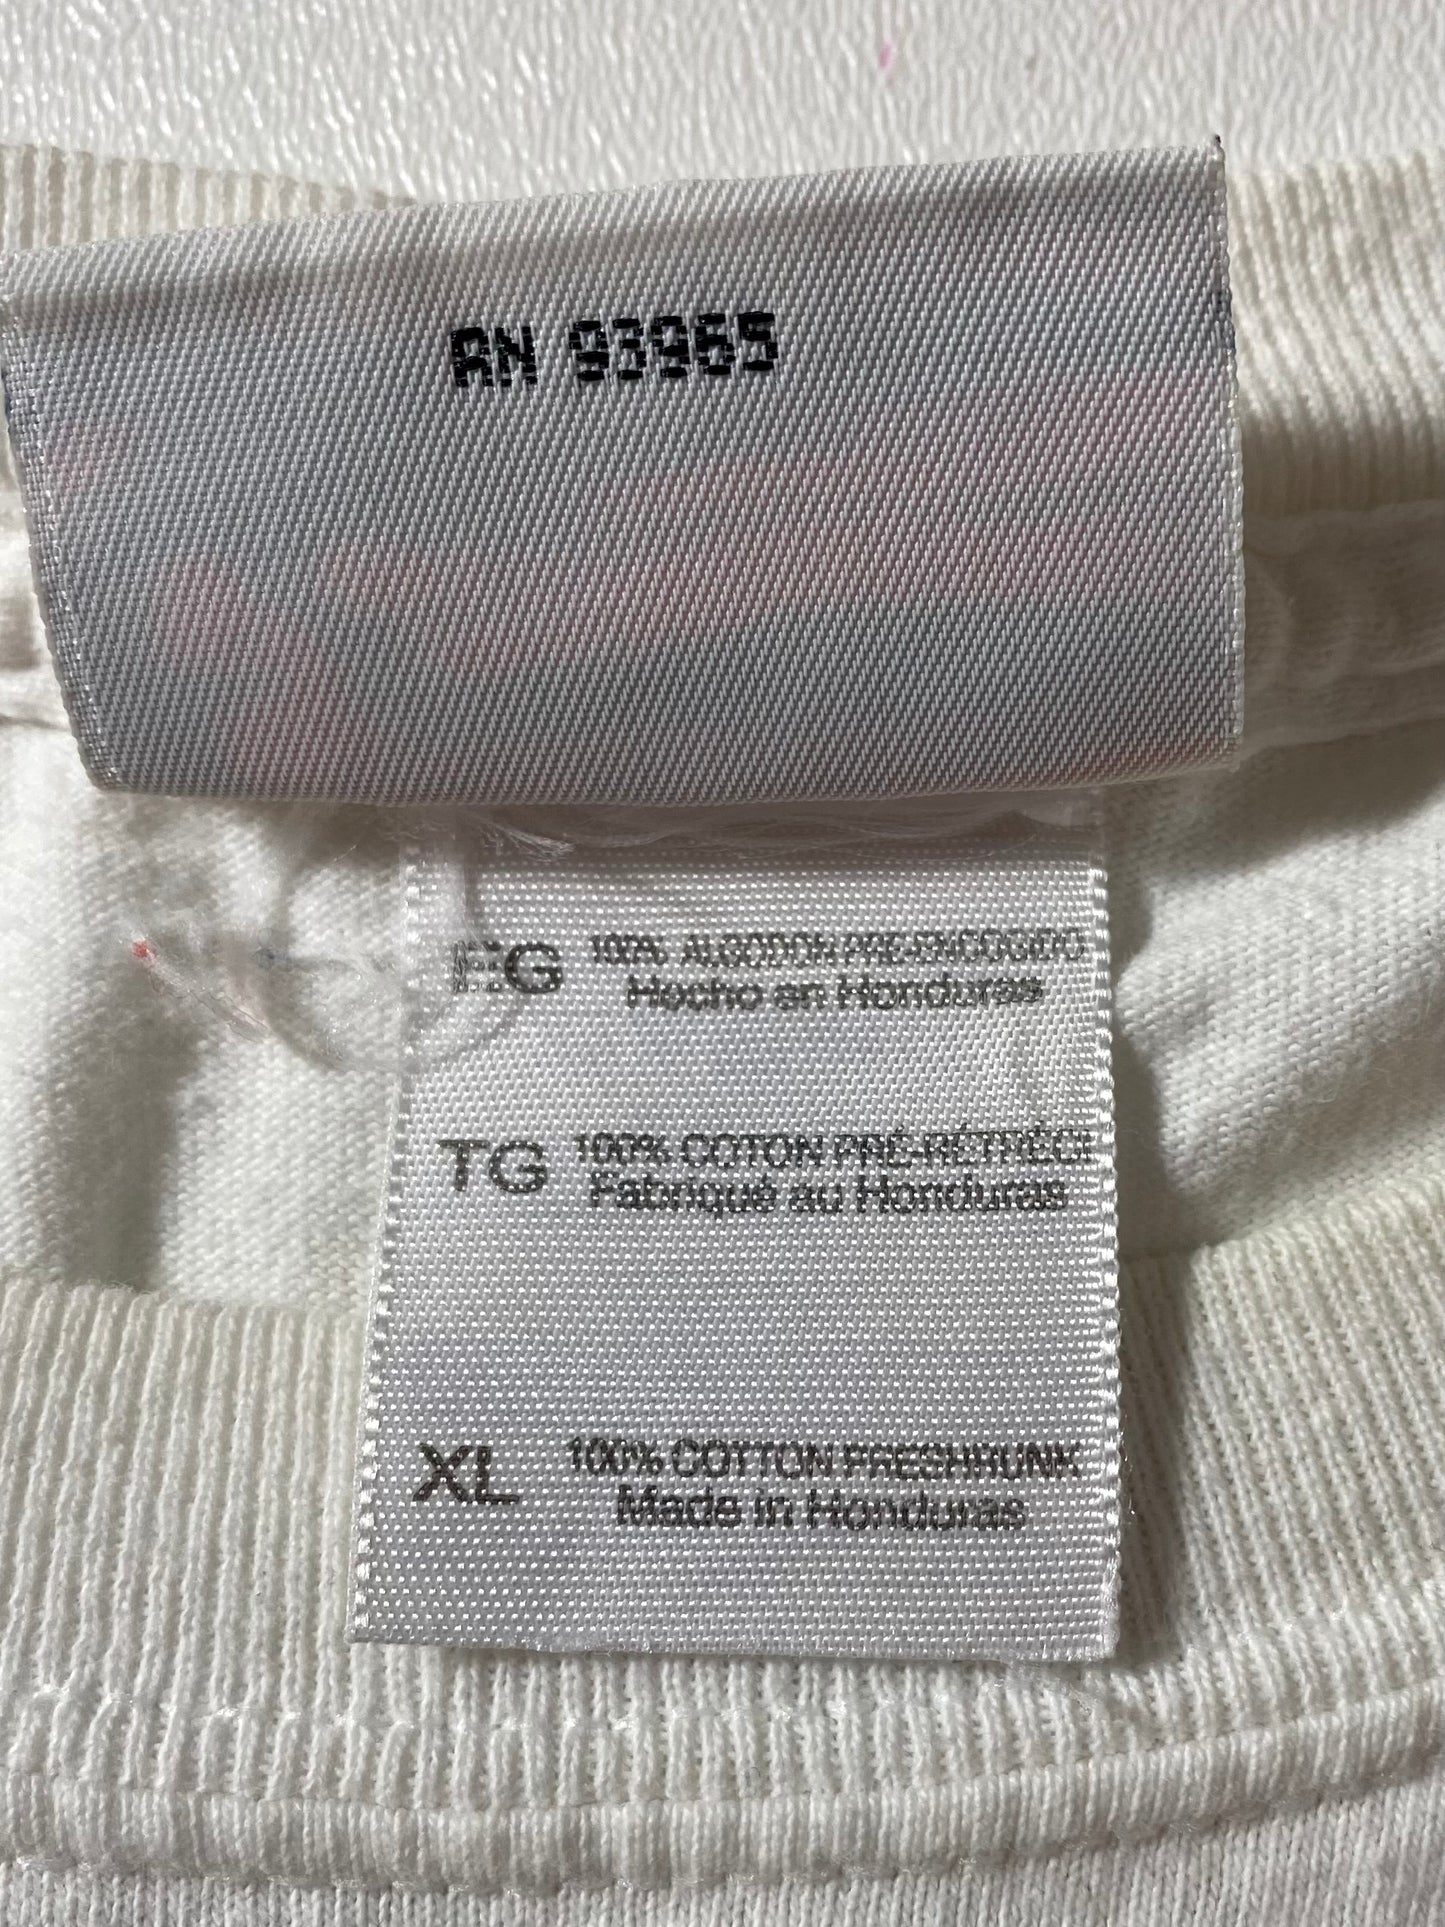 RN 93965
EG 100% ALGODON PRE-ENCOGIDO
Hecho en Honduras
TG 100% COTON PRÉ-RÉTRÉCI
Fabriqué au Honduras
XL 100% COTTON PRESHRUNK
Made in Honduras